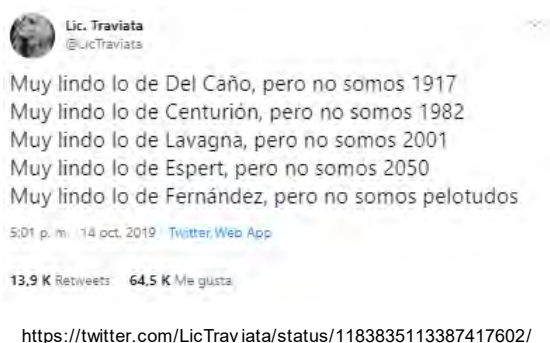 Lic. Traviata
@LicTraviata
Muy lindo lo de Del Caño, pero no somos 1917
Muy lindo lo de Centurión, pero no somos 1982
Muy lindo lo de Lavagna, pero no somos 2001
Muy lindo lo de Espert, pero no somos 2050
Muy lindo lo de Fernández, pero no somos pelotudos
5:01 p. m. · 14 oct. 2019 · Twitter Web App
13,9 K Retweets 64,5 K Me gusta
https://twitter.com/LicTraviata/status/1183835113387417602/